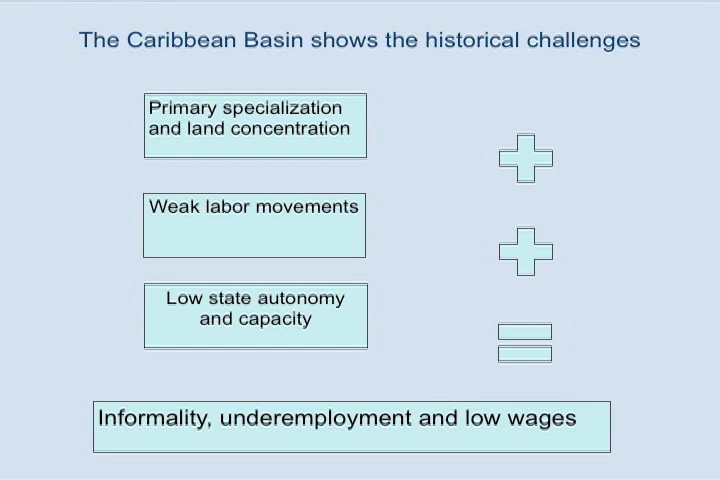 The Caribbean Basin shows the historical challenges
Primary specialization
and land concentration
Weak labor movements
Low state autonomy
and capacity
Informality, underemployment and low wages